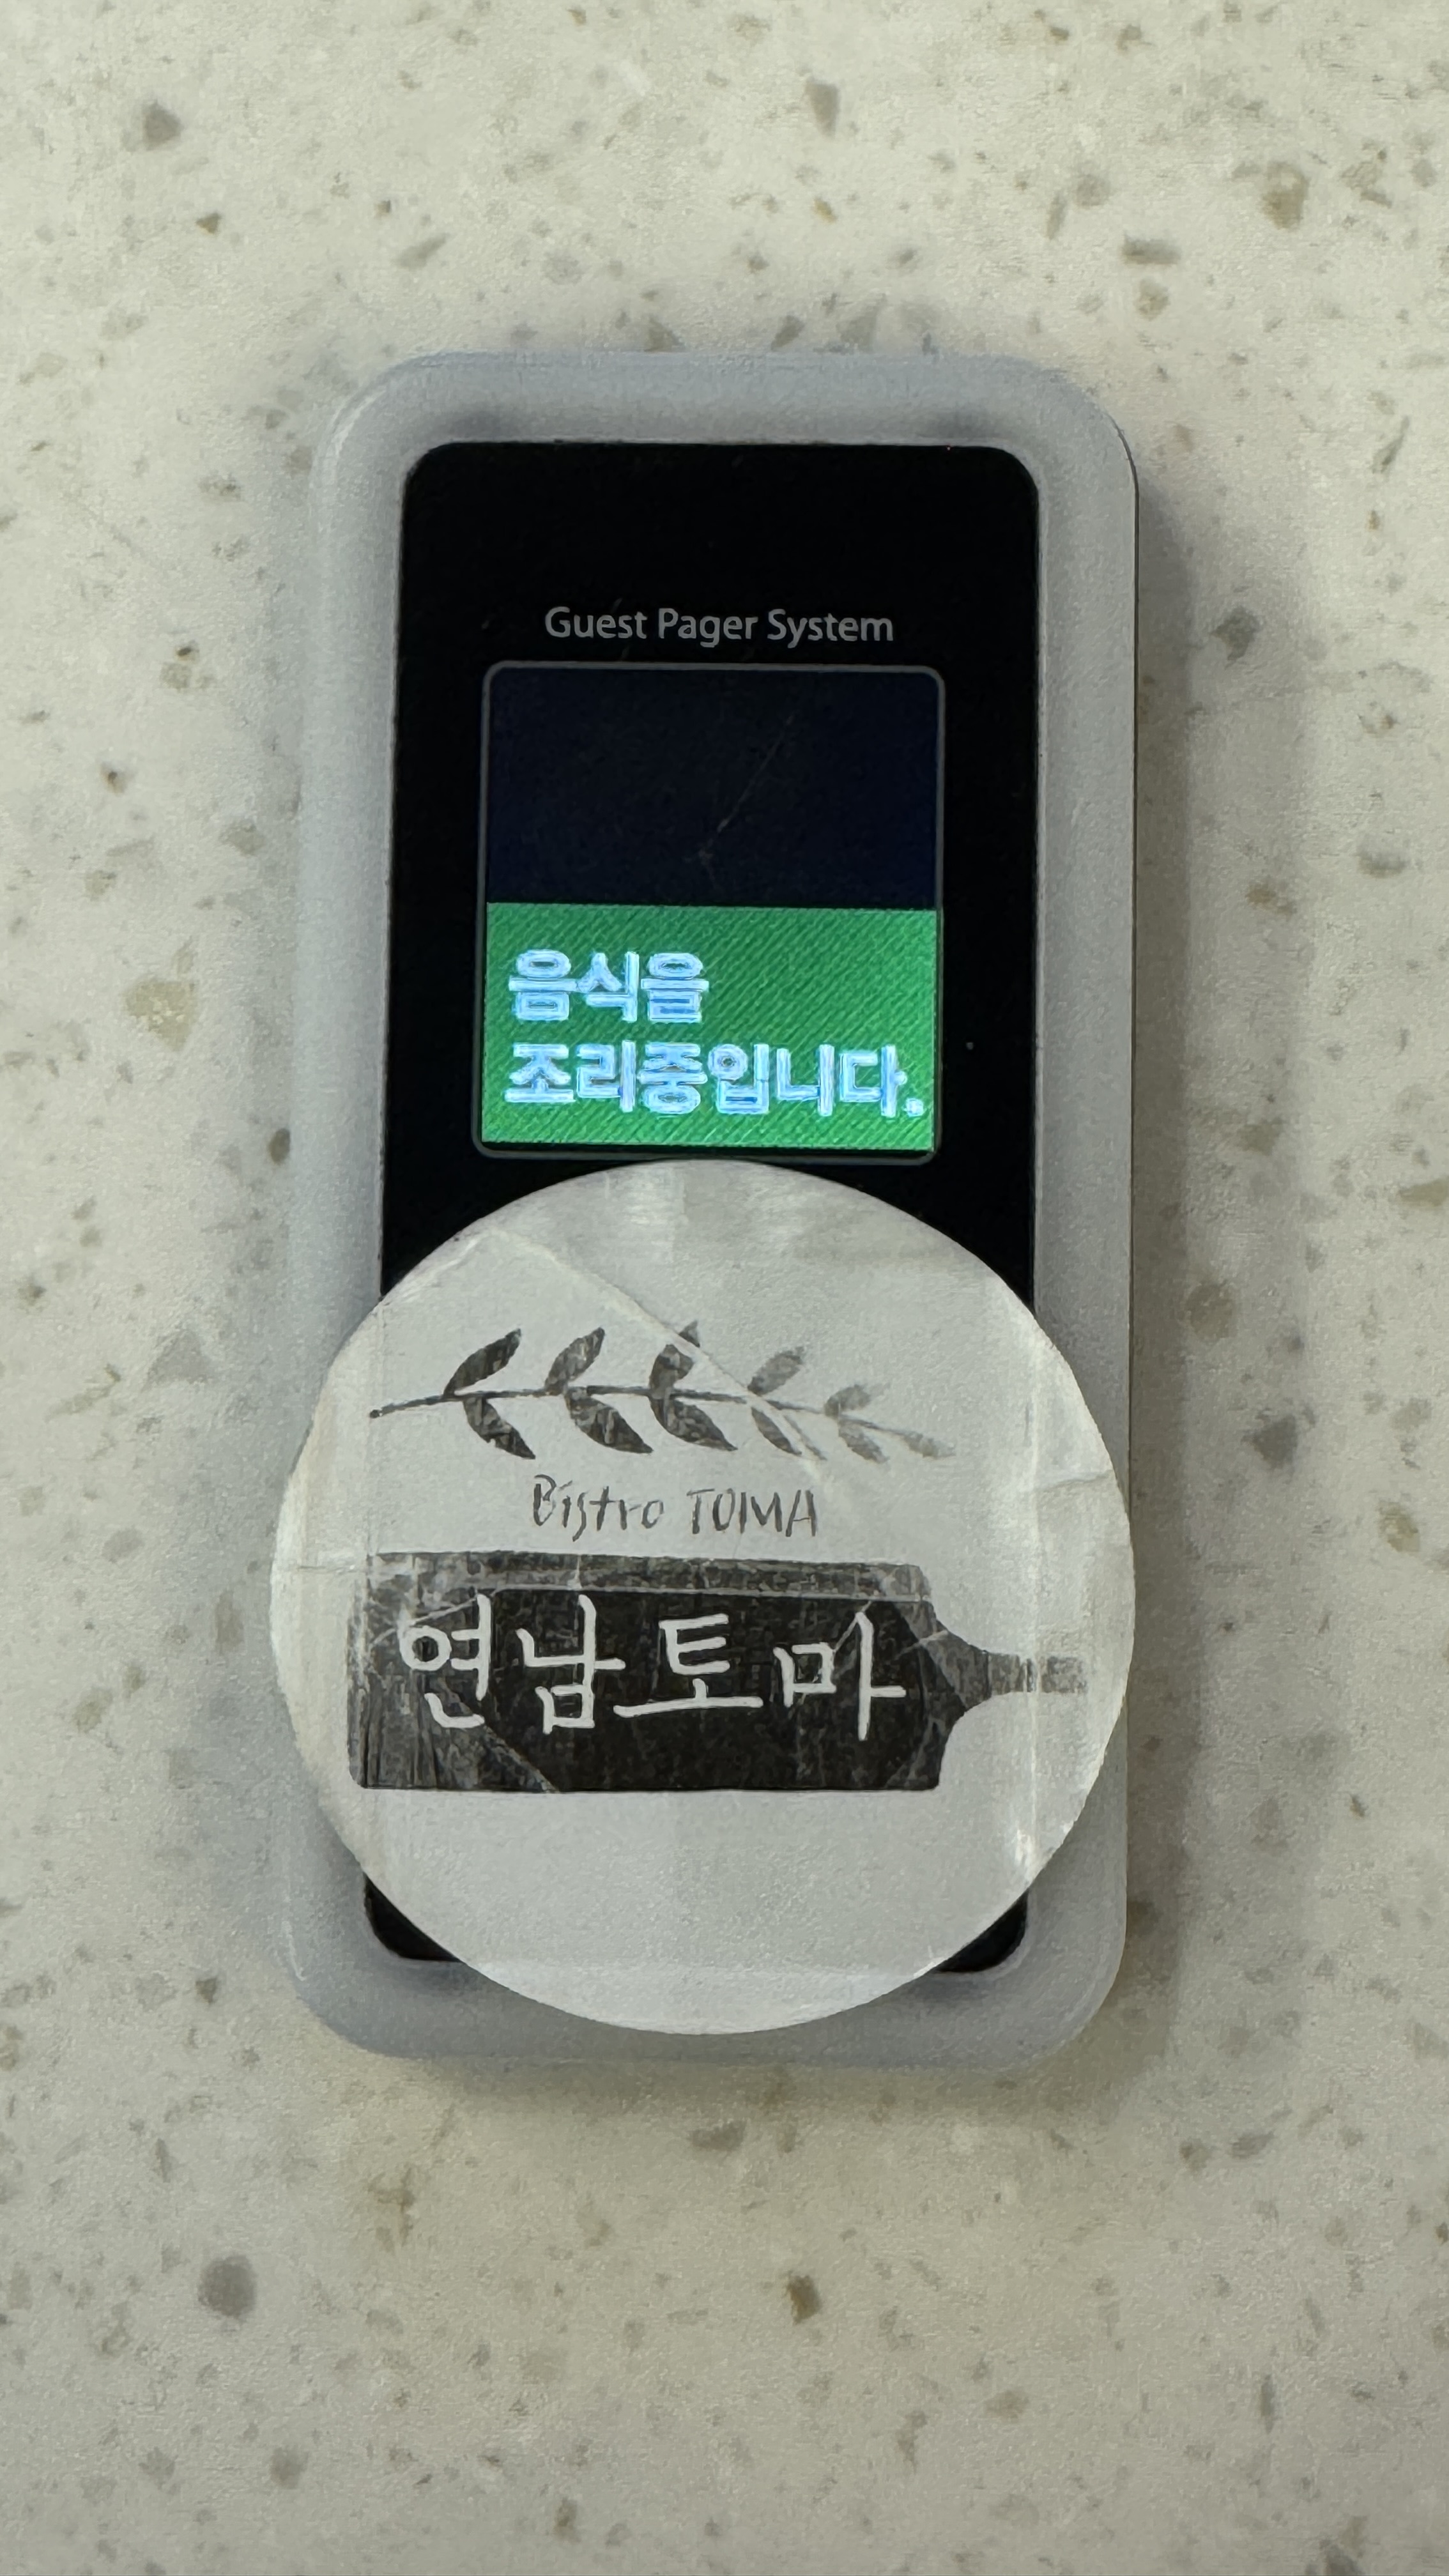 Guest Pager System
음식을
조리중입니다.
Bistro TOMA
연남토마